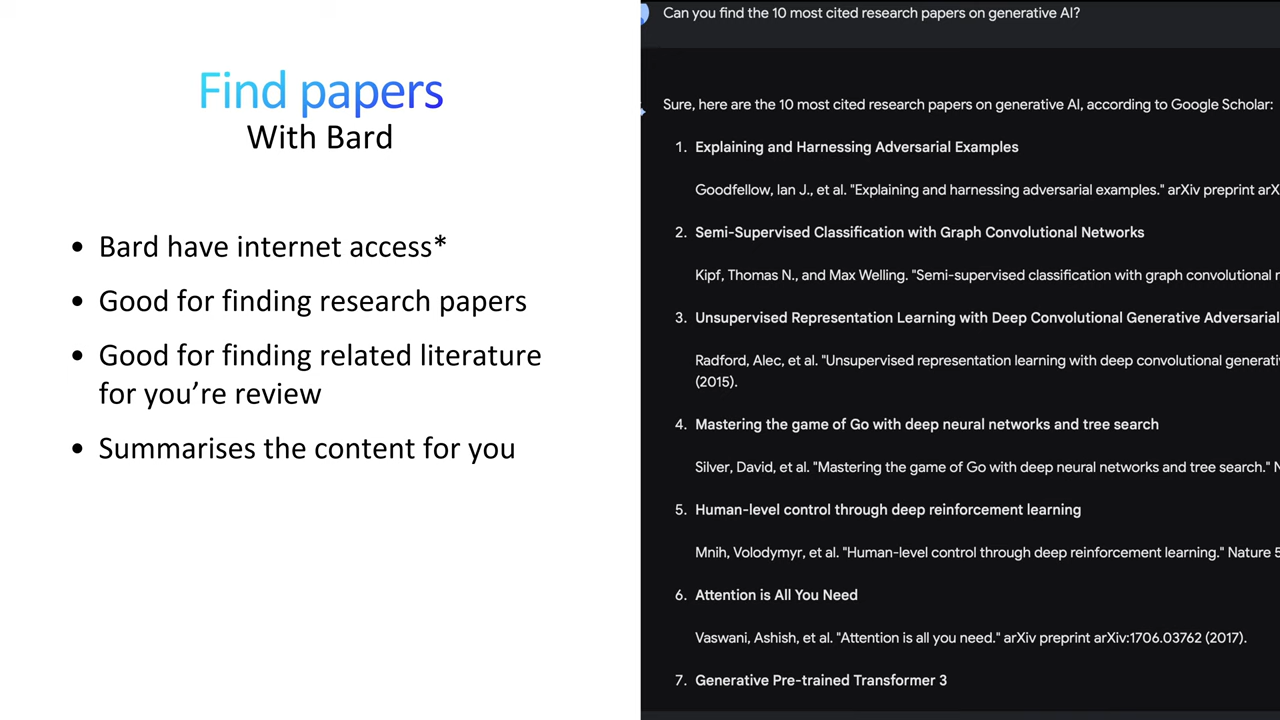 Find papers
With Bard
• Bard have internet access*
• Good for finding research papers
• Good for finding related literature
for you’re review
• Summarises the content for you
Can you find the 10 most cited research papers on generative AI?
Sure, here are the 10 most cited research papers on generative AI, according to Google Scholar:
1. Explaining and Harnessing Adversarial Examples
Goodfellow, Ian J., et al. "Explaining and harnessing adversarial examples." arXiv preprint arX
2. Semi-Supervised Classification with Graph Convolutional Networks
Kipf, Thomas N., and Max Welling. "Semi-supervised classification with graph convolutional
3. Unsupervised Representation Learning with Deep Convolutional Generative Adversarial
Radford, Alec, et al. "Unsupervised representation learning with deep convolutional generati
(2015).
4. Mastering the game of Go with deep neural networks and tree search
Silver, David, et al. "Mastering the game of Go with deep neural networks and tree search." N
5. Human-level control through deep reinforcement learning
Mnih, Volodymyr, et al. "Human-level control through deep reinforcement learning." Nature 5
6. Attention is All You Need
Vaswani, Ashish, et al. "Attention is all you need." arXiv preprint arXiv:1706.03762 (2017).
7. Generative Pre-trained Transformer 3